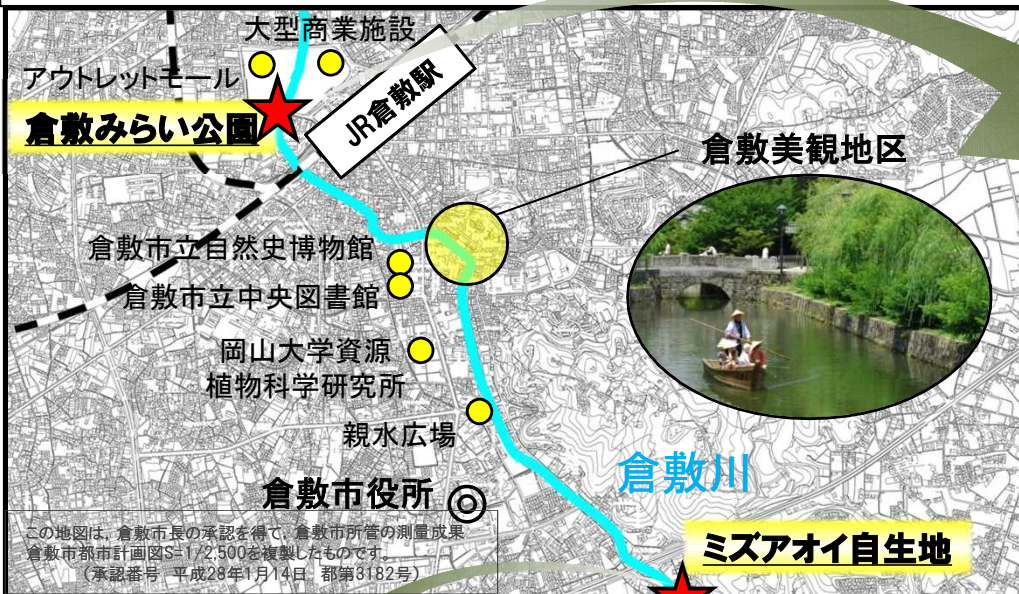 大型商業施設
アウトレットモール
倉敷みらい公園
JR倉敷駅
倉敷美観地区
倉敷市立自然史博物館
倉敷市立中央図書館
岡山大学資源
植物科学研究所
親水広場
倉敷川
倉敷市役所
ミズアオイ自生地
この地図は，倉敷市長の承認を得て，倉敷市所管の測量成果
倉敷市都市計画図S=1/2,500を複製したものです。
（承認番号　平成28年1月14日　都第3182号）